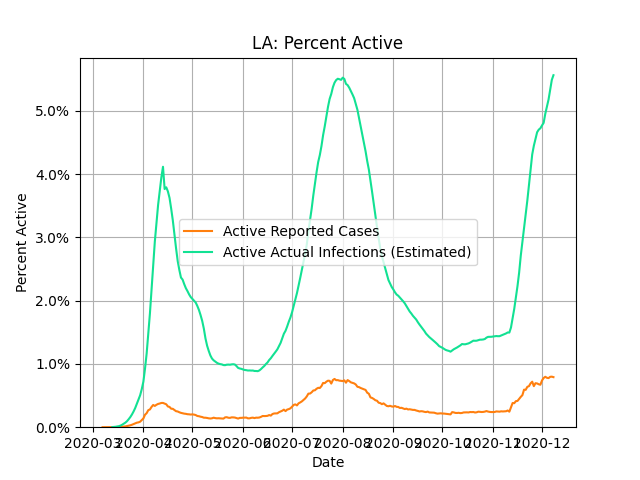 LA: Percent Active
5.0%
4.0%
3.0%
2.0%
1.0%
0.0%
Percent Active
Active Reported Cases
Active Actual Infections (Estimated)
2020-03 2020-04 2020-05 2020-06 2020-07 2020-08 2020-09 2020-10 2020-11 2020-12
Date